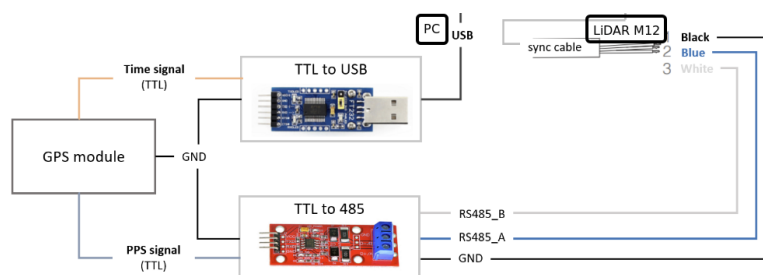 PC
USB
LiDAR M12
sync cable
1 Black
2 Blue
3 White
Time signal
(TTL)
TTL to USB
GPS module
GND
TTL to 485
PPS signal
(TTL)
RS485_B
RS485_A
GND